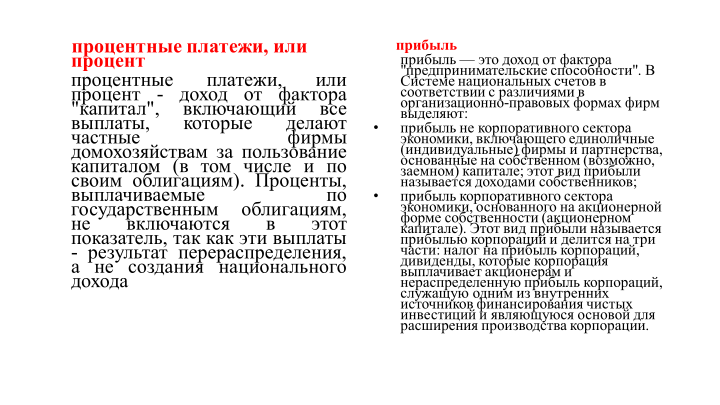 процентные платежи, или
процент
процентные платежи, или
процент - доход от фактора
"капитал", включающий все
выплаты, которые делают
частные фирмы
домохозяйствам за пользование
капиталом (в том числе и по
своим облигациям). Проценты,
выплачиваемые по
государственным облигациям,
не включаются в этот
показатель, так как эти выплаты
- результат перераспределения,
а не создания национального
дохода
прибыль
прибыль — это доход от фактора
"предпринимательские способности". В
Системе национальных счетов в
соответствии с различиями в
организационно-правовых формах фирм
выделяют:
• прибыль не корпоративного сектора
экономики, включающего единоличные
(индивидуальные) фирмы и партнерства,
основанные на собственном (возможно,
заемном) капитале; этот вид прибыли
называется доходами собственников;
• прибыль корпоративного сектора
экономики, основанного на акционерной
форме собственности (акционерном
капитале). Этот вид прибыли называется
прибылью корпораций и делится на три
части: налог на прибыль корпораций,
дивиденды, которые корпорация
выплачивает акционерам и
нераспределенную прибыль корпораций,
служащую одним из внутренних
источников финансирования чистых
инвестиций и являющуюся основой для
расширения производства корпорации.